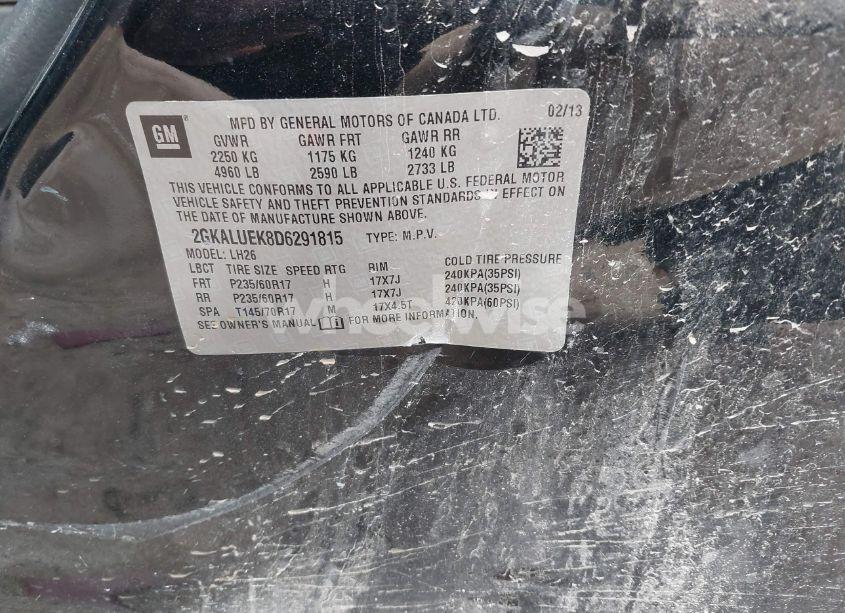 GM
MFD BY GENERAL MOTORS OF CANADA LTD. 02/13
GVWR GAWR FRT GAWR RR
2250 KG 1175 KG 1240 KG
4960 LB 2590 LB 2733 LB
THIS VEHICLE CONFORMS TO ALL APPLICABLE U.S. FEDERAL MOTOR
VEHICLE SAFETY AND THEFT PREVENTION STANDARDS IN EFFECT ON
THE DATE OF MANUFACTURE SHOWN ABOVE.
2GKALUEK8D6291815 TYPE: M.P.V.
MODEL: LH26
LBCT TIRE SIZE SPEED RTG RIM COLD TIRE PRESSURE
FRT P235/60R17 H 17X7J 240KPA(35PSI)
RR P235/60R17 H 17X7J 240KPA(35PSI)
SPA T145/70R17 M 17X4.5T 420KPA(60PSI)
SEE OWNER'S MANUAL FOR MORE INFORMATION.
wheelwise